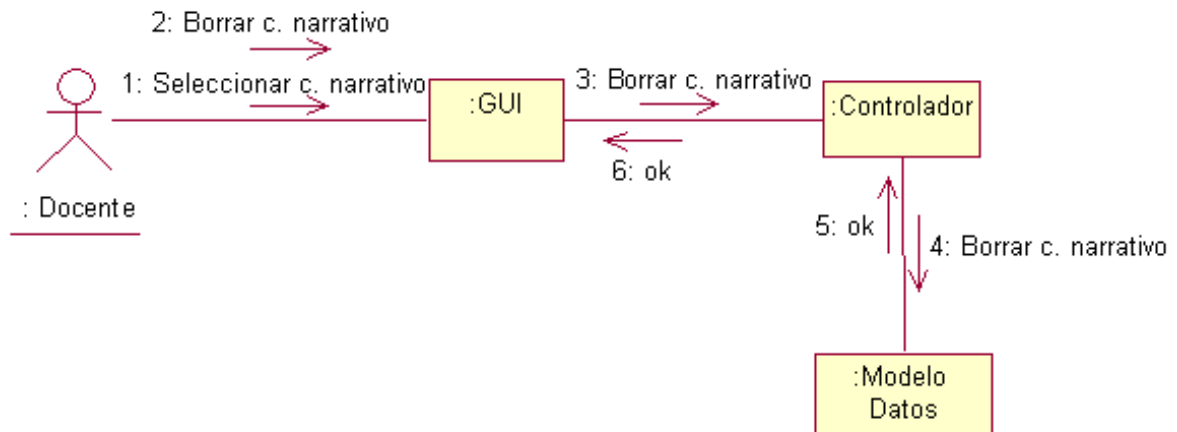 2: Borrar c. narrativo
1: Seleccionar c. narrativo
:GUI
3: Borrar c. narrativo
:Controlador
6: ok
: Docente
5: ok
4: Borrar c. narrativo
:Modelo
Datos